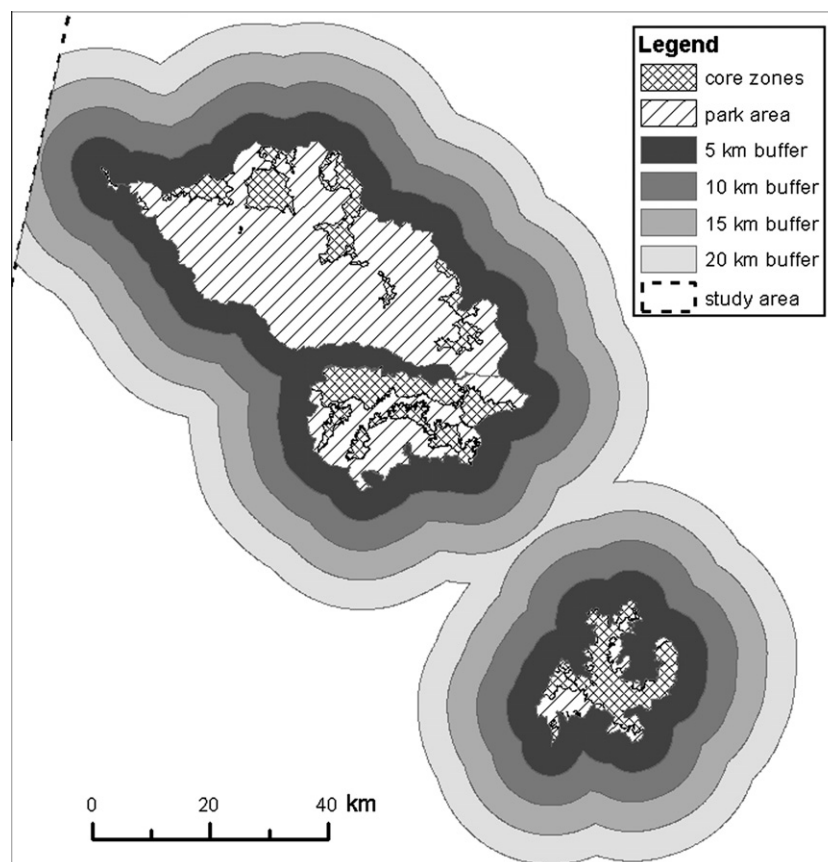 Legend
core zones
park area
5 km buffer
10 km buffer
15 km buffer
20 km buffer
study area
0 20 40 km